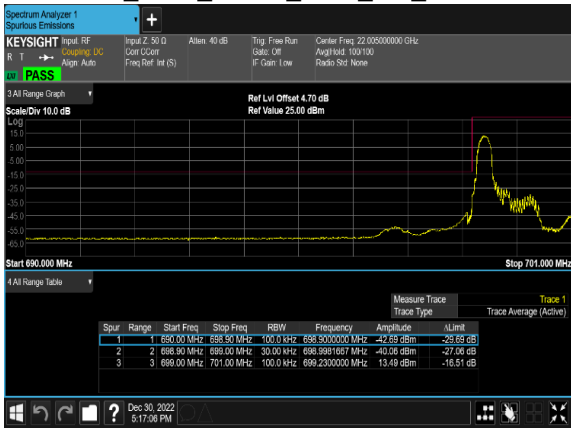 Spectrum Analyzer 1
Spurious Emissions
KEYSIGHT Input: RF
R T
Coupling: DC
Align: Auto
Input Z: 50 Ω
Corr CCorr
Freq Ref: Int (S)
Atten: 40 dB
Trig: Free Run
Gate: Off
IF Gain: Low
Center Freq: 22.005000000 GHz
Avg|Hold: 100/100
Radio Std: None
PASS
3 All Range Graph
Scale/Div 10.0 dB
Ref Lvl Offset 4.70 dB
Ref Value 25.00 dBm
Log
15.0
5.00
-5.00
-15.0
-25.0
-35.0
-45.0
-55.0
-65.0
Start 690.000 MHz
Stop 701.000 MHz
4 All Range Table
Measure Trace Trace 1
Trace Type Trace Average (Active)
Spur Range Start Freq Stop Freq RBW Frequency Amplitude ΔLimit
1 1 690.00 MHz 698.90 MHz 100.0 kHz 698.9000000 MHz -42.69 dBm -29.69 dB
2 2 698.90 MHz 699.00 MHz 30.00 kHz 698.9981667 MHz -40.06 dBm -27.06 dB
3 3 699.00 MHz 701.00 MHz 100.0 kHz 699.2300000 MHz 13.49 dBm -16.51 dB
?
Dec 30, 2022
5:17:06 PM